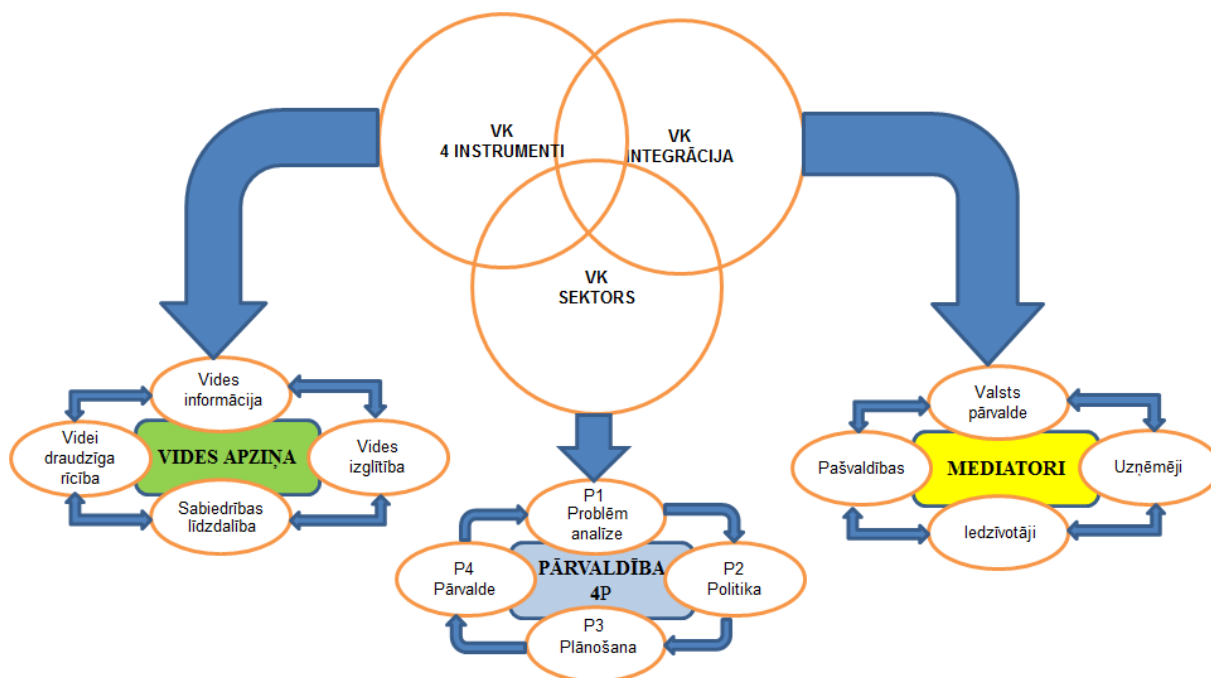 VK
4 INSTRUMENTI
VK
INTEGRĀCIJA
VK
SEKTORS
Vides
informācija
Videi
draudzīga
rīcība
VIDES APZIŅA
Vides
izglītība
Sabiedrības
līdzdalība
P1
Problēm
analīze
P4
Pārvalde
PĀRVALDĪBA
4P
P2
Politika
P3
Plānošana
Valsts
pārvalde
Pašvaldības
MEDIATORI
Uzņēmēji
Iedzīvotāji